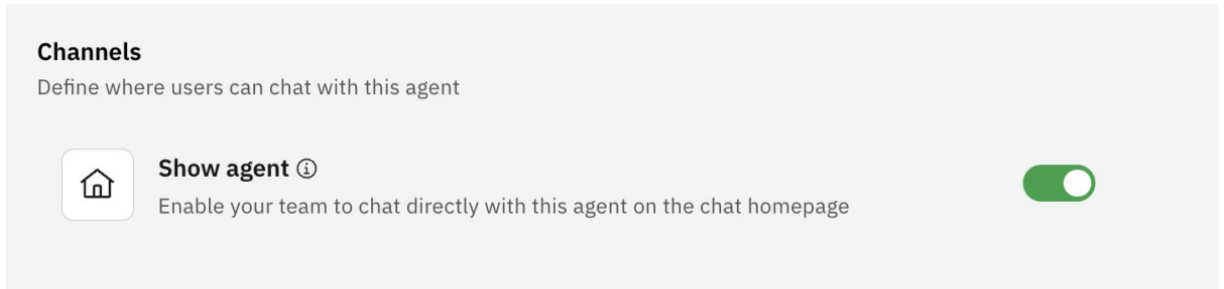 Channels
Define where users can chat with this agent
Show agent
Enable your team to chat directly with this agent on the chat homepage